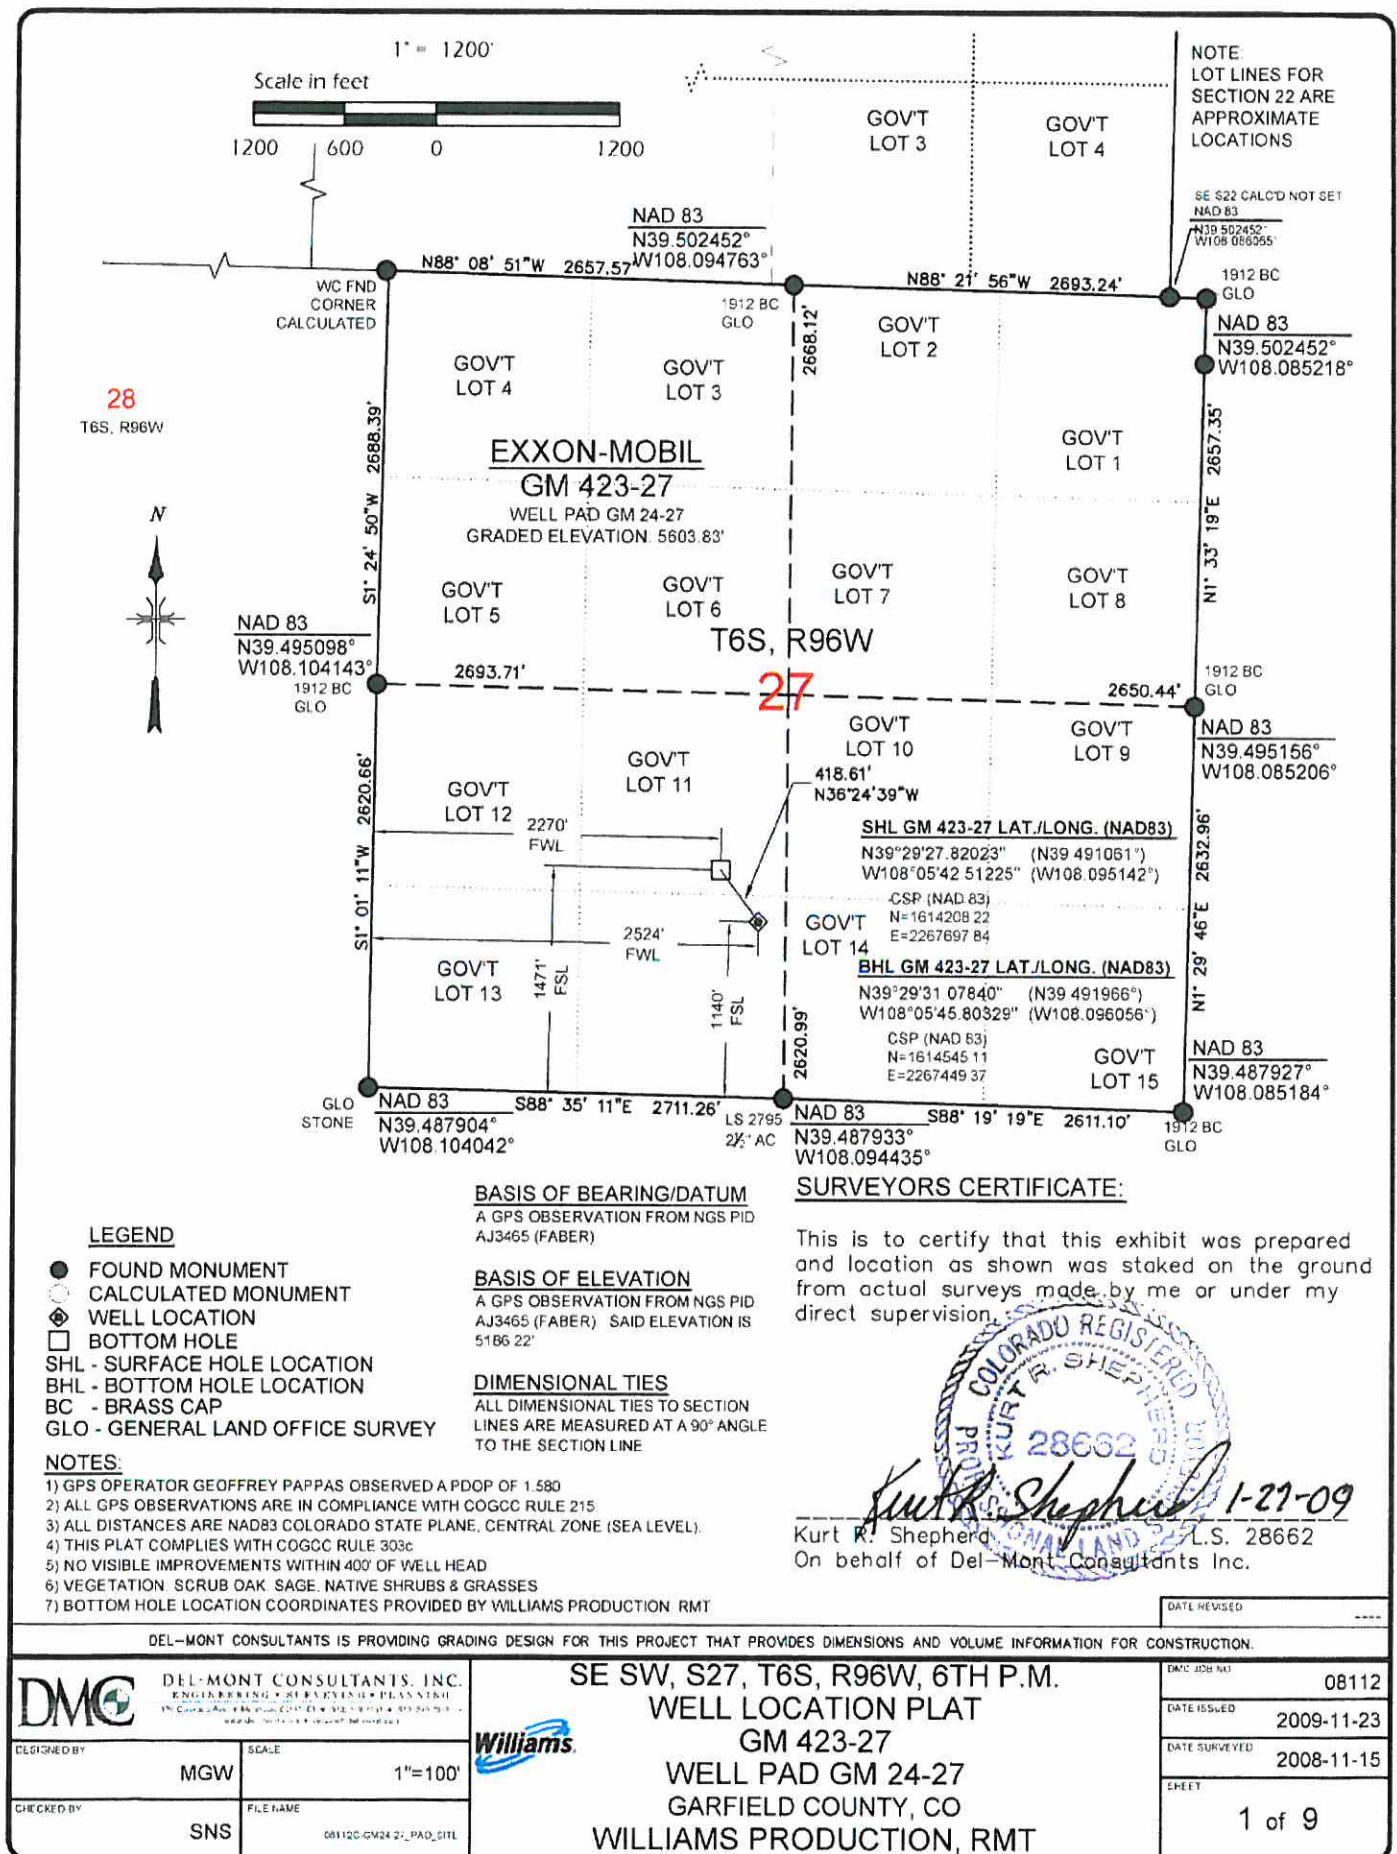 1" = 1200'
Scale in feet
1200 600 0 1200
NOTE:
LOT LINES FOR
SECTION 22 ARE
APPROXIMATE
LOCATIONS
GOV'T
LOT 3
GOV'T
LOT 4
SE S22 CALC'D NOT SET
NAD 83
N39.502452°
W108.086055°
NAD 83
N39.502452°
W108.094763°
N88° 08' 51"W 2657.57'
N88° 21' 56"W 2693.24'
1912 BC
GLO
WC FND
CORNER
CALCULATED
1912 BC
GLO
NAD 83
N39.502452°
W108.085218°
2668.12'
GOV'T
LOT 2
GOV'T
LOT 4
GOV'T
LOT 3
28
T6S, R96W
S1° 24' 50"W 2688.39'
EXXON-MOBIL
GM 423-27
WELL PAD GM 24-27
GRADED ELEVATION: 5603.83'
GOV'T
LOT 1
N1° 33' 19"E 2657.35'
N
GOV'T
LOT 5
GOV'T
LOT 6
GOV'T
LOT 7
GOV'T
LOT 8
NAD 83
N39.495098°
W108.104143°
1912 BC
GLO
T6S, R96W
27
2693.71'
2650.44'
1912 BC
GLO
NAD 83
N39.495156°
W108.085206°
GOV'T
LOT 10
GOV'T
LOT 9
GOV'T
LOT 11
GOV'T
LOT 12
418.61'
N36°24'39"W
S1° 01' 11"W 2620.66'
2270'
FWL
SHL GM 423-27 LAT./LONG. (NAD83)
N39°29'27.82023" (N39.491061°)
W108°05'42.51225" (W108.095142°)
CSP (NAD 83)
N=1614208.22
E=2267697.84
N1° 29' 46"E 2632.96'
GOV'T
LOT 14
2524'
FWL
BHL GM 423-27 LAT./LONG. (NAD83)
N39°29'31.07840" (N39.491966°)
W108°05'45.80329" (W108.096056°)
CSP (NAD 83)
N=1614545.11
E=2267449.37
GOV'T
LOT 13
1471'
FSL
1140'
FSL
2620.99'
GOV'T
LOT 15
NAD 83
N39.487927°
W108.085184°
GLO
STONE
NAD 83
N39.487904°
W108.104042°
S88° 35' 11"E 2711.26'
LS 2795
2½" AC
NAD 83
N39.487933°
W108.094435°
S88° 19' 19"E 2611.10'
1912 BC
GLO
LEGEND
FOUND MONUMENT
CALCULATED MONUMENT
WELL LOCATION
BOTTOM HOLE
SHL - SURFACE HOLE LOCATION
BHL - BOTTOM HOLE LOCATION
BC - BRASS CAP
GLO - GENERAL LAND OFFICE SURVEY
BASIS OF BEARING/DATUM
A GPS OBSERVATION FROM NGS PID
AJ3465 (FABER)
BASIS OF ELEVATION
A GPS OBSERVATION FROM NGS PID
AJ3465 (FABER) SAID ELEVATION IS
5186.22'
DIMENSIONAL TIES
ALL DIMENSIONAL TIES TO SECTION
LINES ARE MEASURED AT A 90° ANGLE
TO THE SECTION LINE
SURVEYORS CERTIFICATE:
This is to certify that this exhibit was prepared
and location as shown was staked on the ground
from actual surveys made by me or under my
direct supervision.
COLORADO REGISTERED
KURT R. SHEPHERD
28662
PROFESSIONAL LAND
Kurt R. Shepherd 1-27-09
Kurt R. Shepherd L.S. 28662
On behalf of Del-Mont Consultants Inc.
NOTES:
1) GPS OPERATOR GEOFFREY PAPPAS OBSERVED A PDOP OF 1.580
2) ALL GPS OBSERVATIONS ARE IN COMPLIANCE WITH COGCC RULE 215
3) ALL DISTANCES ARE NAD83 COLORADO STATE PLANE, CENTRAL ZONE (SEA LEVEL).
4) THIS PLAT COMPLIES WITH COGCC RULE 303c
5) NO VISIBLE IMPROVEMENTS WITHIN 400' OF WELL HEAD
6) VEGETATION: SCRUB OAK, SAGE, NATIVE SHRUBS & GRASSES
7) BOTTOM HOLE LOCATION COORDINATES PROVIDED BY WILLIAMS PRODUCTION RMT
DATE REVISED
----
DEL-MONT CONSULTANTS IS PROVIDING GRADING DESIGN FOR THIS PROJECT THAT PROVIDES DIMENSIONS AND VOLUME INFORMATION FOR CONSTRUCTION.
DMC
DEL-MONT CONSULTANTS, INC.
ENGINEERING • SURVEYING • PLANNING
DESIGNED BY
MGW
SCALE
1"=100'
CHECKED BY
SNS
FILE NAME
Williams
SE SW, S27, T6S, R96W, 6TH P.M.
WELL LOCATION PLAT
GM 423-27
WELL PAD GM 24-27
GARFIELD COUNTY, CO
WILLIAMS PRODUCTION, RMT
DMC JOB NO
08112
DATE ISSUED
2009-11-23
DATE SURVEYED
2008-11-15
SHEET
1 of 9